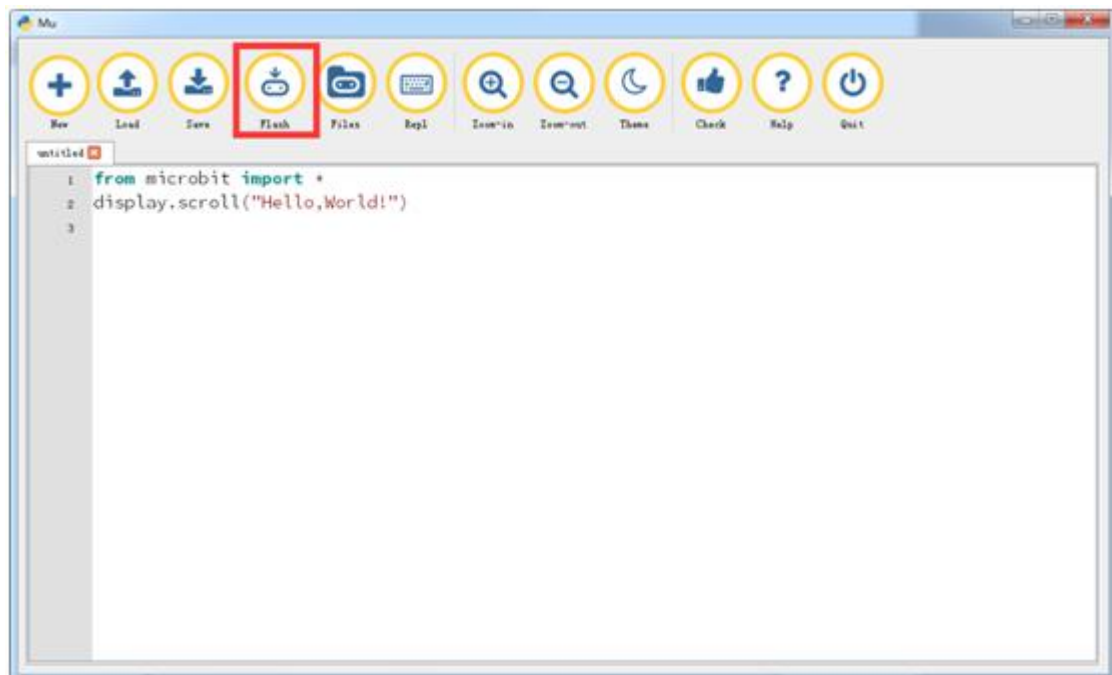 Mu
New Load Save Flash Files Repl Zoom-in Zoom-out Theme Check Help Quit
untitled
1 from microbit import *
2 display.scroll("Hello,World!")
3